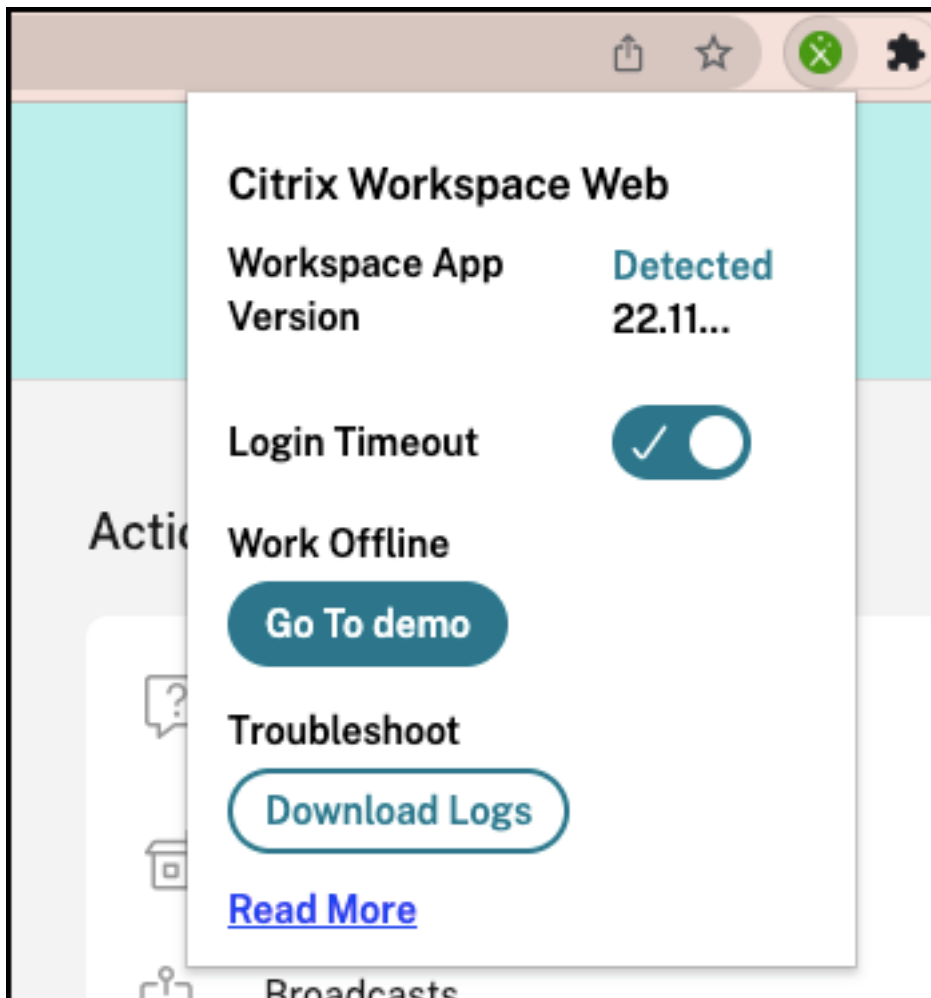 Citrix Workspace Web
Workspace App Detected
Version 22.11...
Login Timeout
Actic
Work Offline
Go To demo
?
Troubleshoot
Download Logs
Read More
Broadcasts